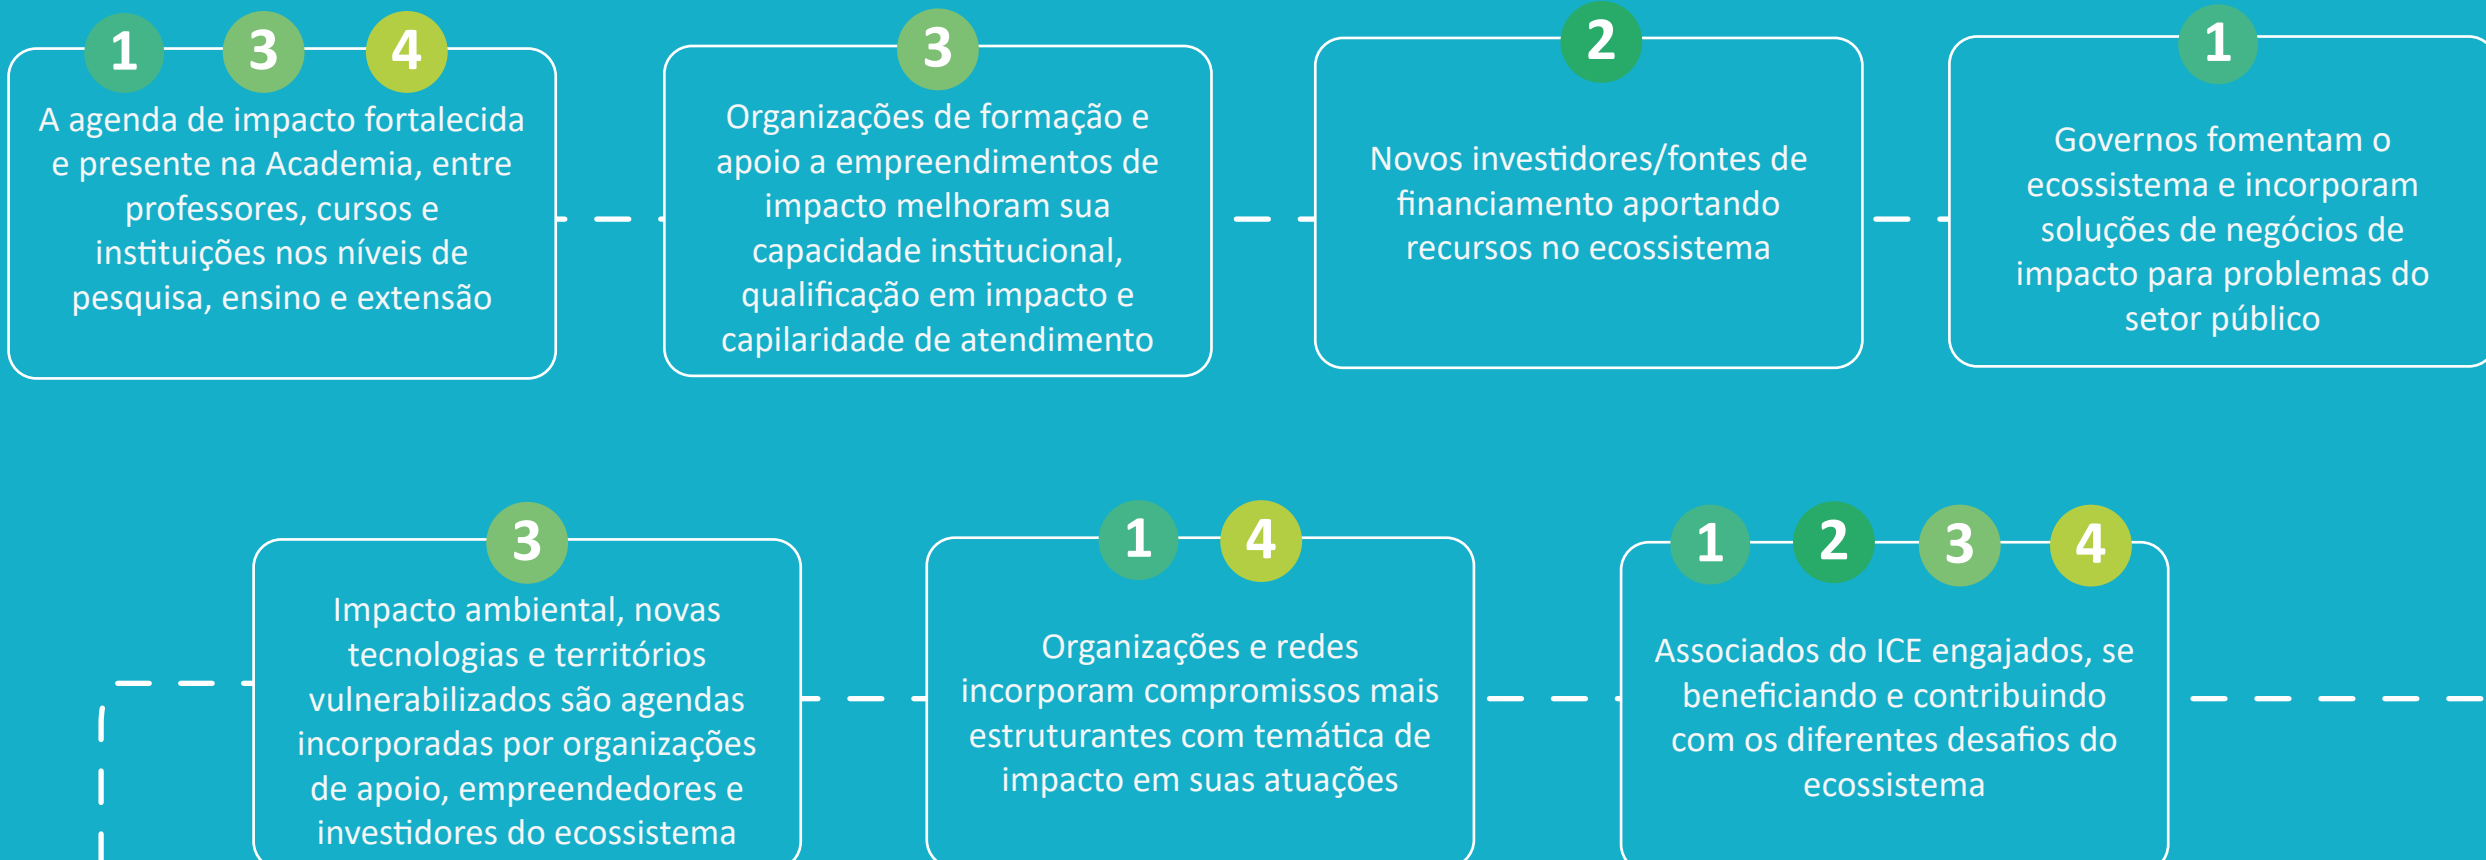 1 3 4
A agenda de impacto fortalecida
e presente na Academia, entre
professores, cursos e
instituições nos níveis de
pesquisa, ensino e extensão
3
Organizações de formação e
apoio a empreendimentos de
impacto melhoram sua
capacidade institucional,
qualificação em impacto e
capilaridade de atendimento
2
Novos investidores/fontes de
financiamento aportando
recursos no ecossistema
1
Governos fomentam o
ecossistema e incorporam
soluções de negócios de
impacto para problemas do
setor público
3
Impacto ambiental, novas
tecnologias e territórios
vulnerabilizados são agendas
incorporadas por organizações
de apoio, empreendedores e
investidores do ecossistema
1 4
Organizações e redes
incorporam compromissos mais
estruturantes com temática de
impacto em suas atuações
1 2 3 4
Associados do ICE engajados, se
beneficiando e contribuindo
com os diferentes desafios do
ecossistema